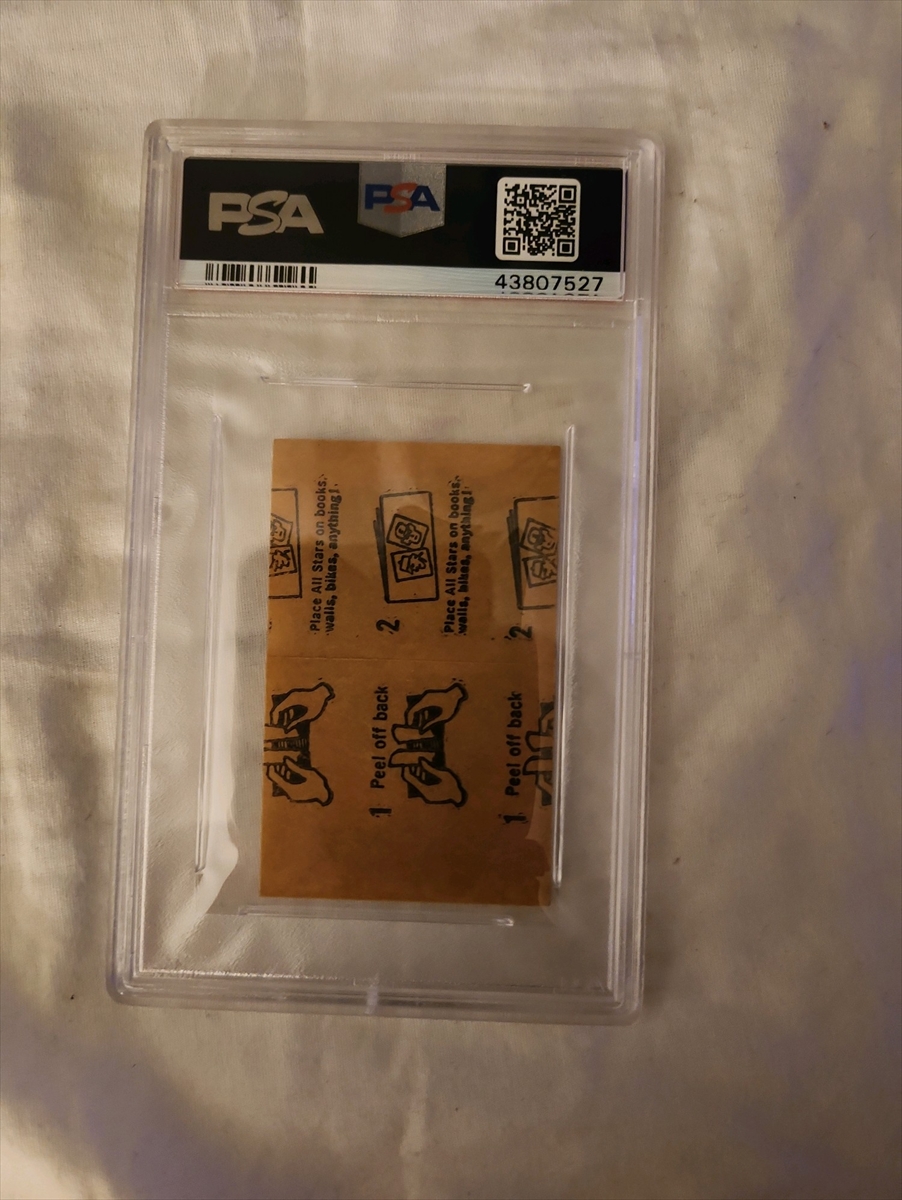 PSA
PSA
43807527
Place All Stars on books,
walls, bikes, anything!
2
Place All Stars on books,
walls, bikes, anything!
2
1 Peel off back
1 Peel off back